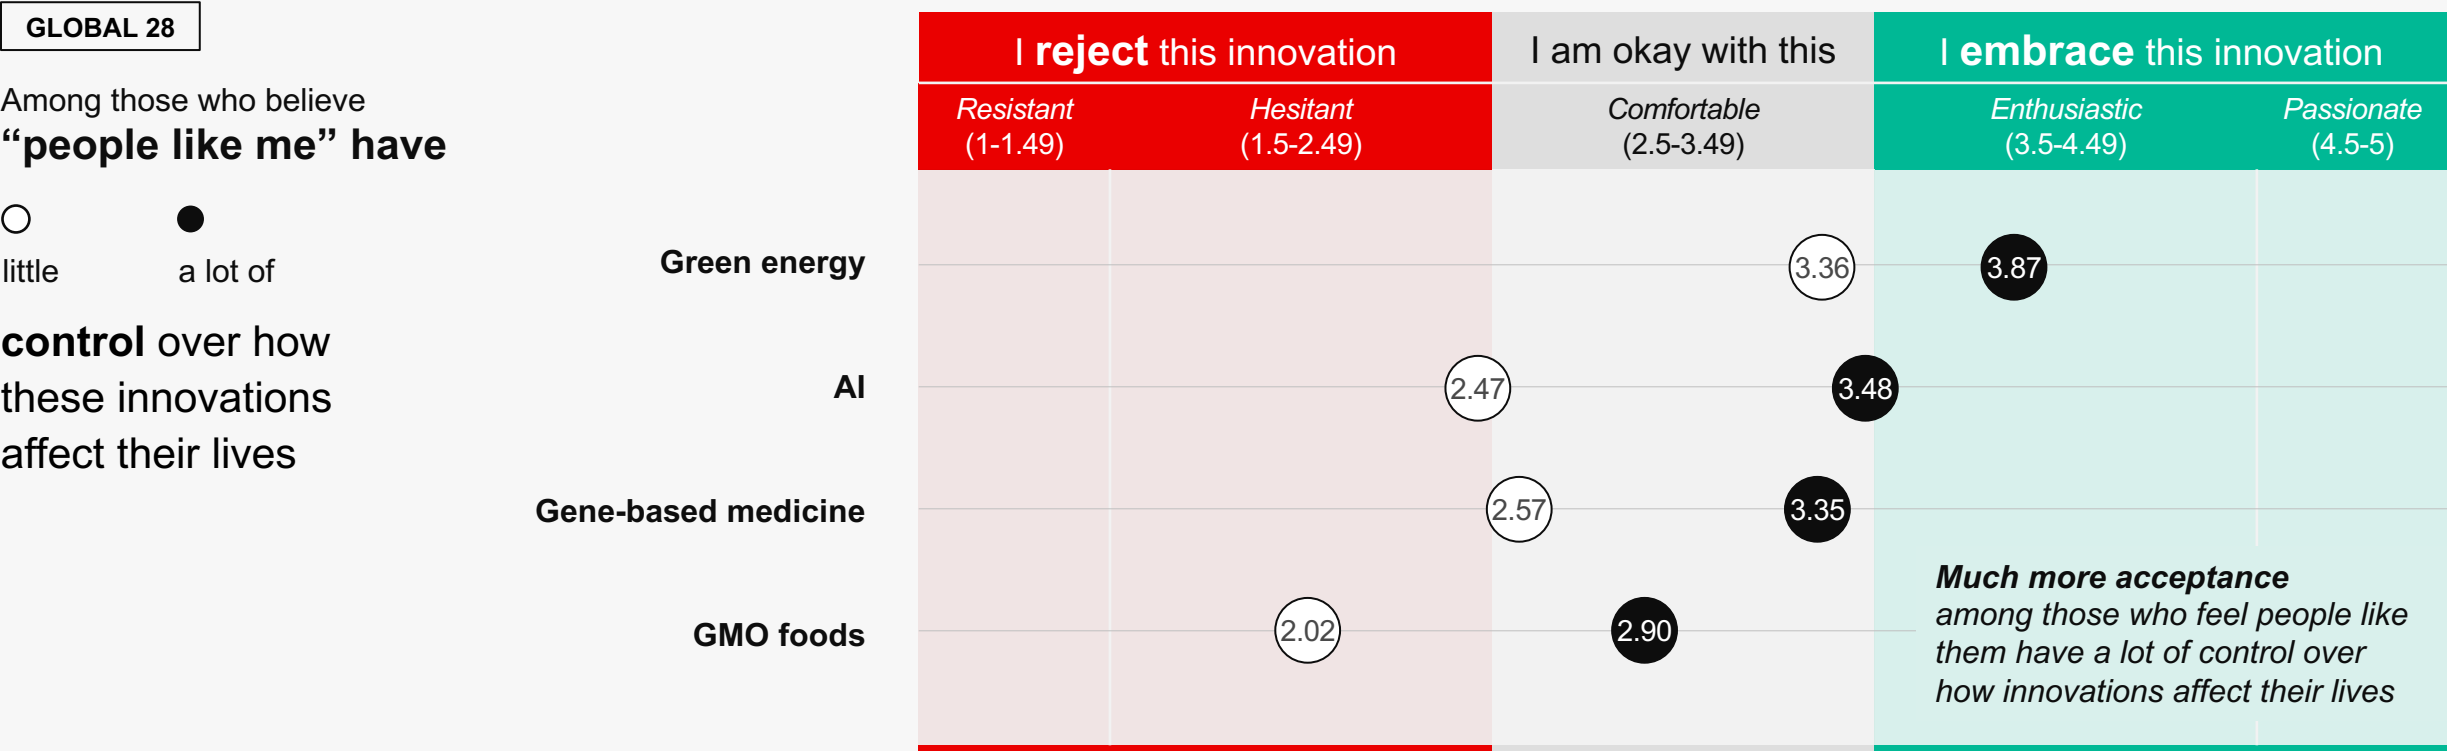 GLOBAL 28
Among those who believe
“people like me” have
little
a lot of
control over how
these innovations
affect their lives
I reject this innovation
I am okay with this
I embrace this innovation
Resistant
(1-1.49)
Hesitant
(1.5-2.49)
Comfortable
(2.5-3.49)
Enthusiastic
(3.5-4.49)
Passionate
(4.5-5)
Green energy
3.36
3.87
AI
2.47
3.48
Gene-based medicine
2.57
3.35
GMO foods
2.02
2.90
Much more acceptance
among those who feel people like
them have a lot of control over
how innovations affect their lives